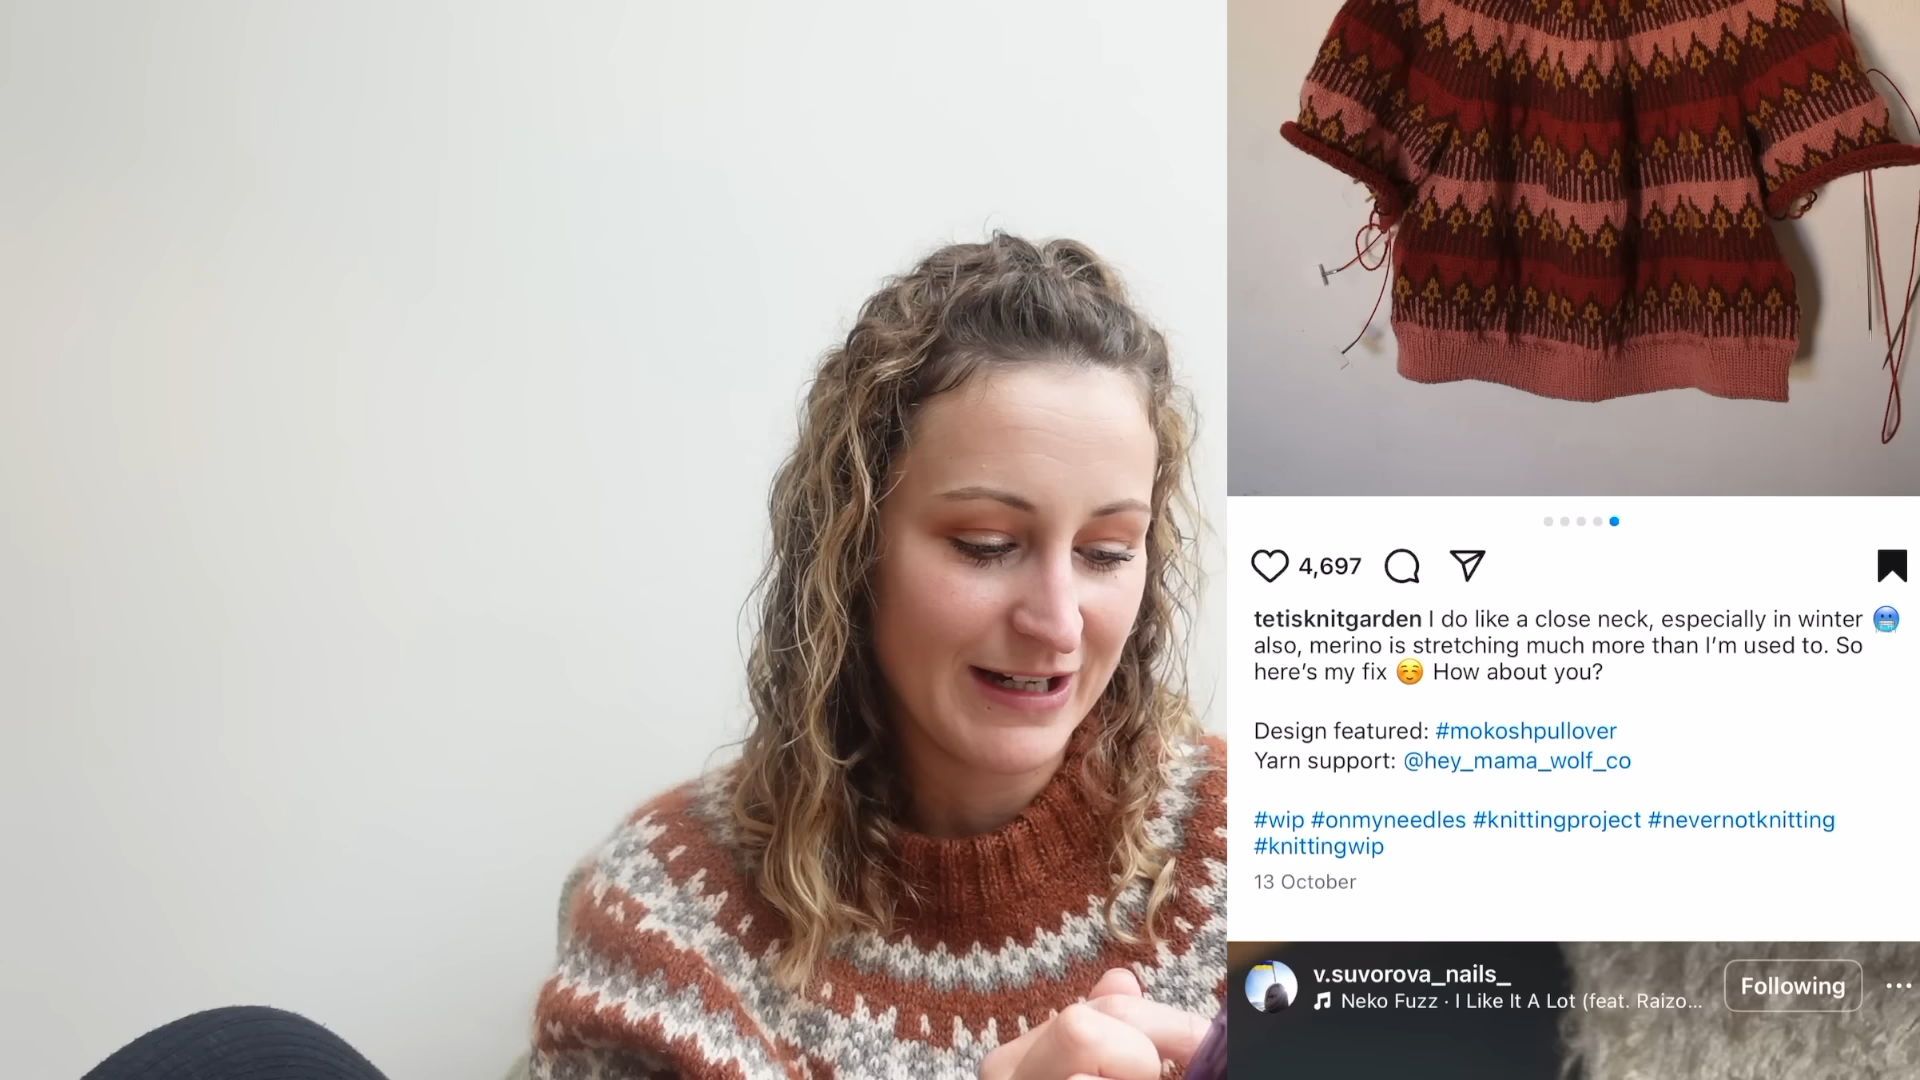 4,697
tetisknitgarden I do like a close neck, especially in winter 🥶
also, merino is stretching much more than I’m used to. So
here’s my fix ☺️ How about you?
Design featured: #mokoshpullover
Yarn support: @hey_mama_wolf_co
#wip #onmyneedles #knittingproject #nevernotknitting
#knittingwip
13 October
v.suvorova_nails_
Neko Fuzz · I Like It A Lot (feat. Raizo...
Following